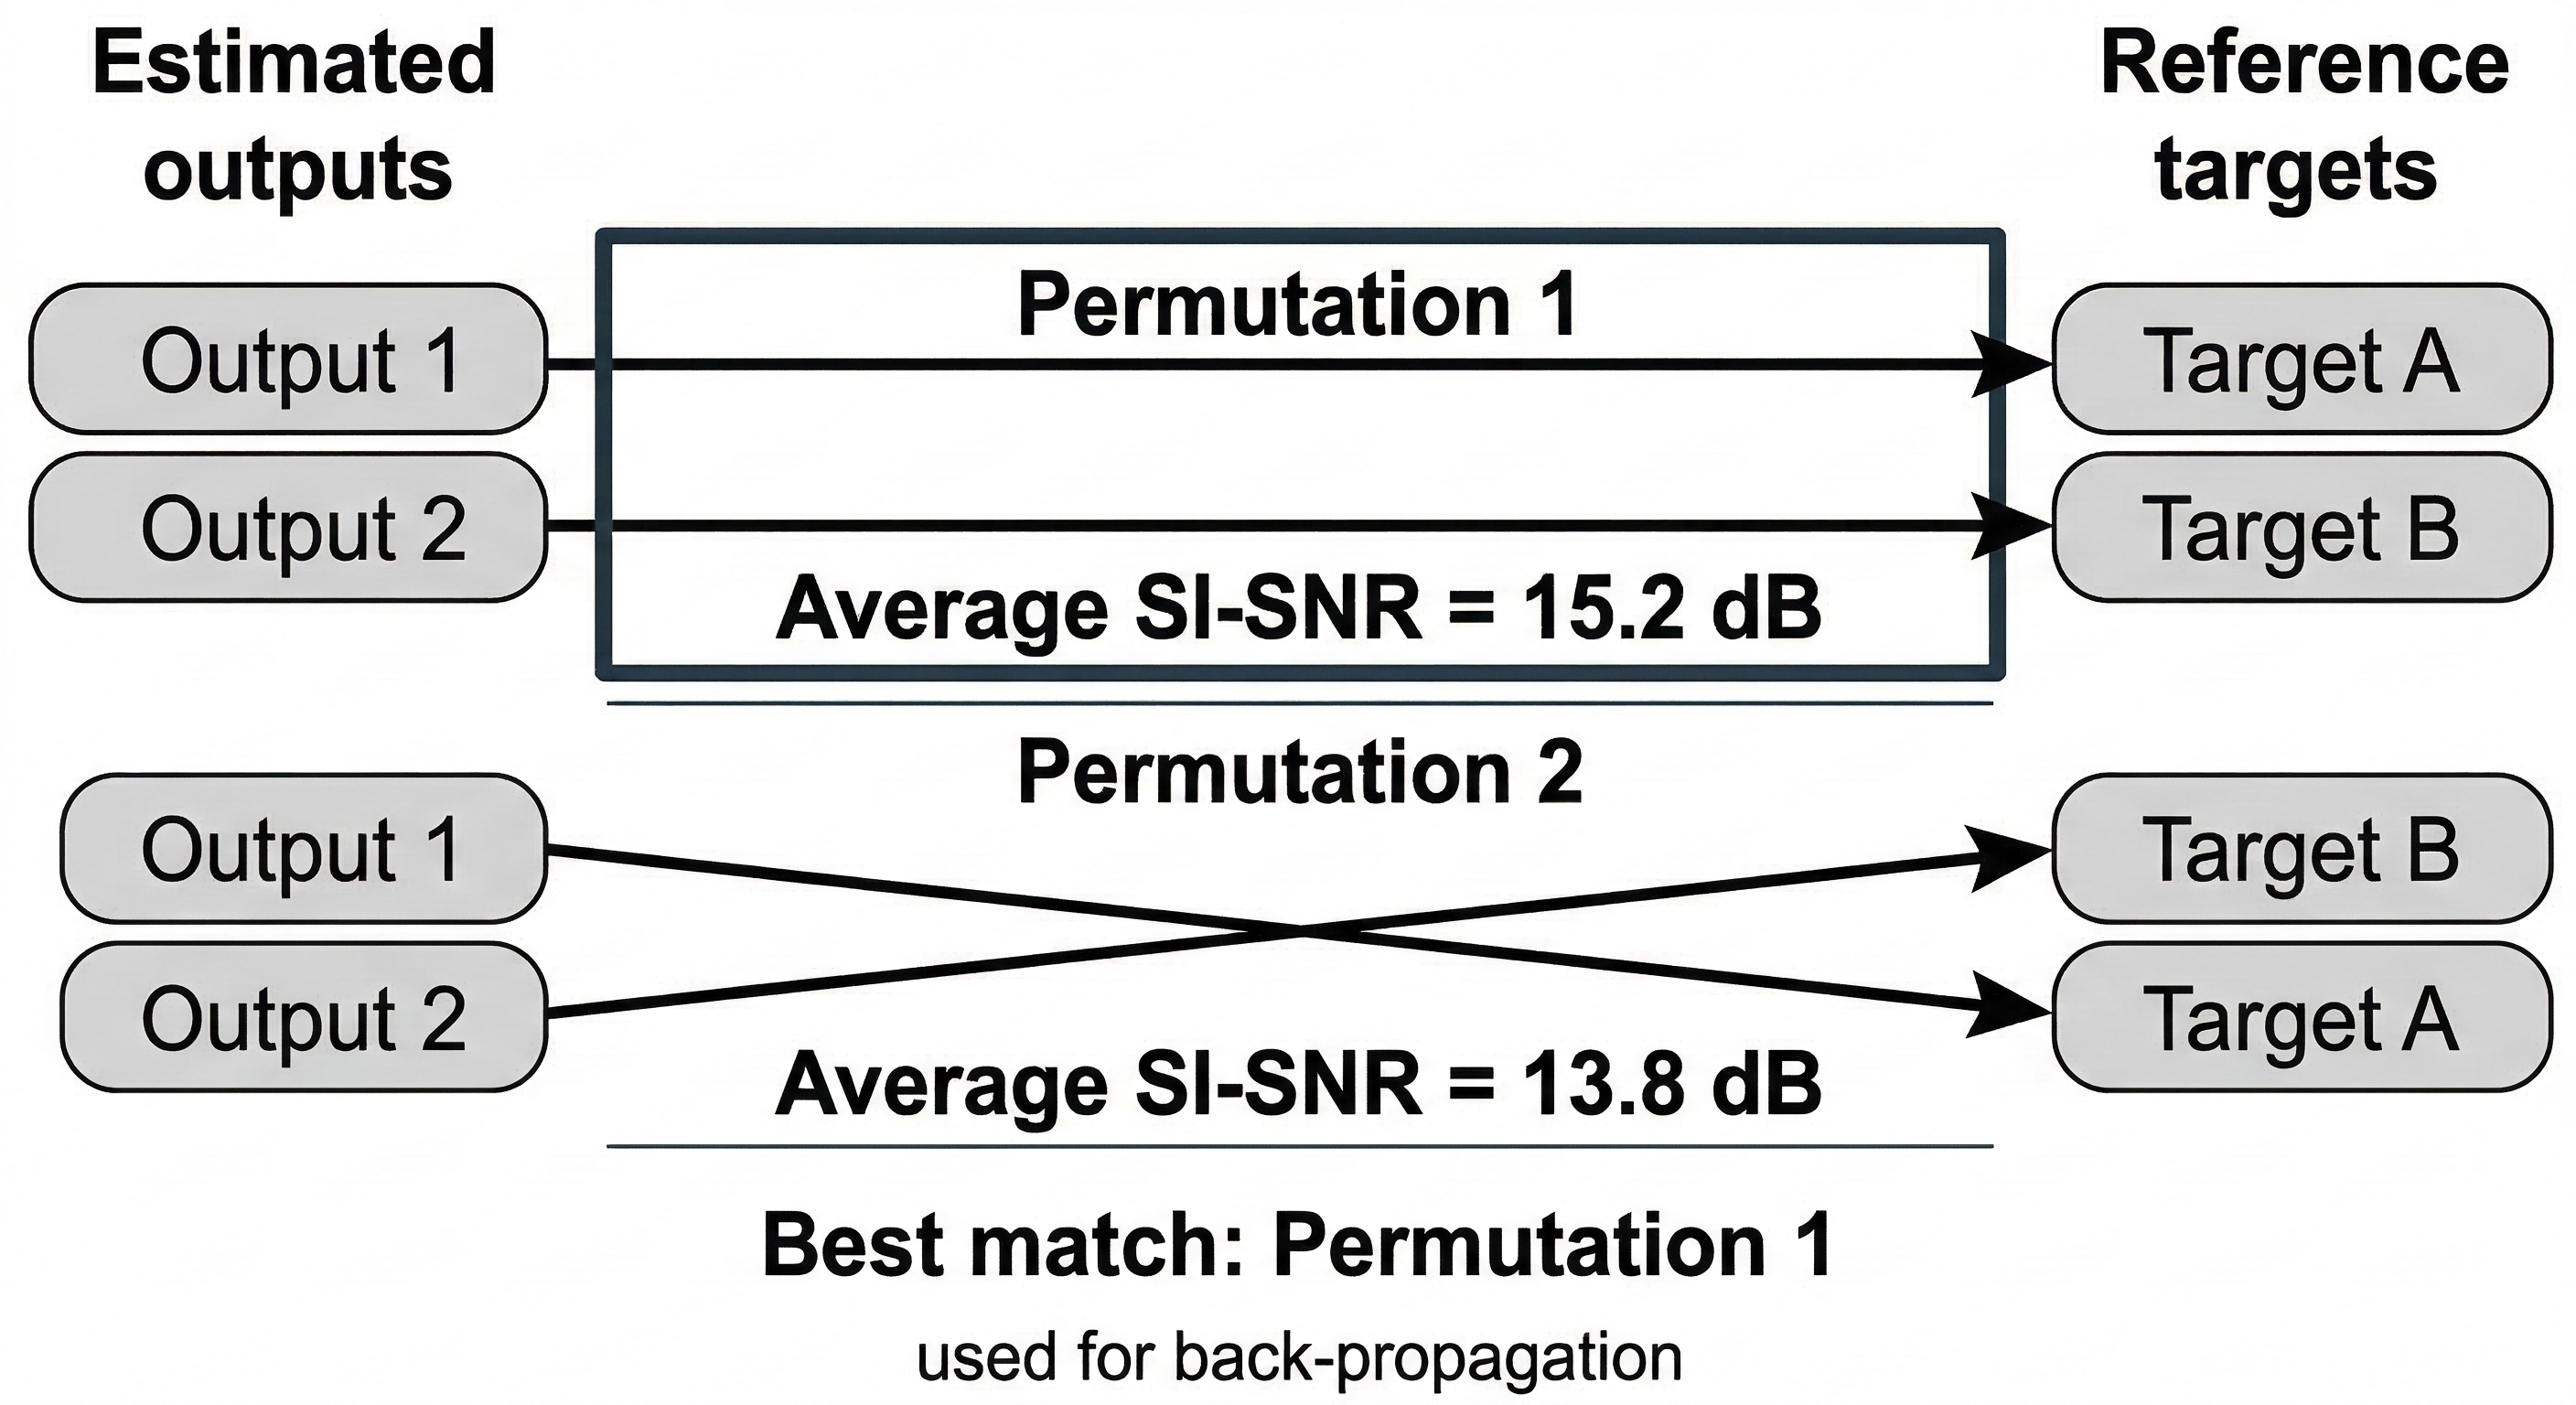 Estimated
outputs
Reference
targets
Permutation 1
Output 1
Target A
Output 2
Target B
Average SI-SNR = 15.2 dB
Permutation 2
Output 1
Target B
Output 2
Target A
Average SI-SNR = 13.8 dB
Best match: Permutation 1
used for back-propagation